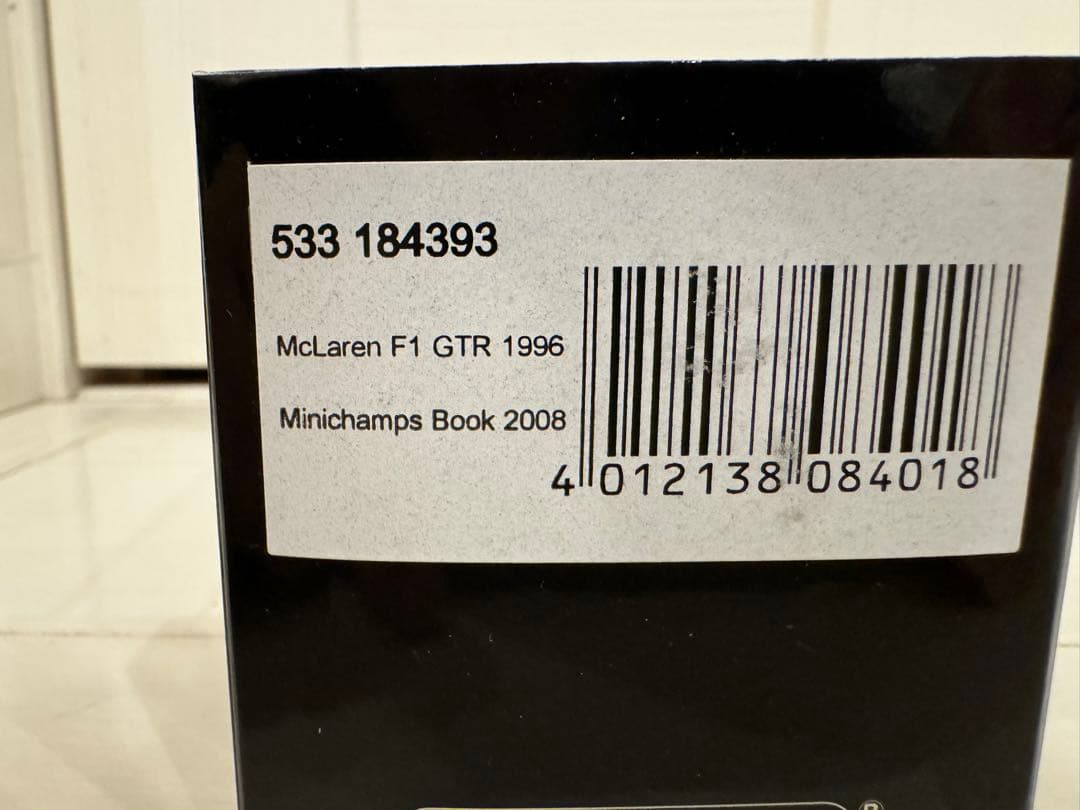 533 184393
McLaren F1 GTR 1996
Minichamps Book 2008
4 012138 084018
®